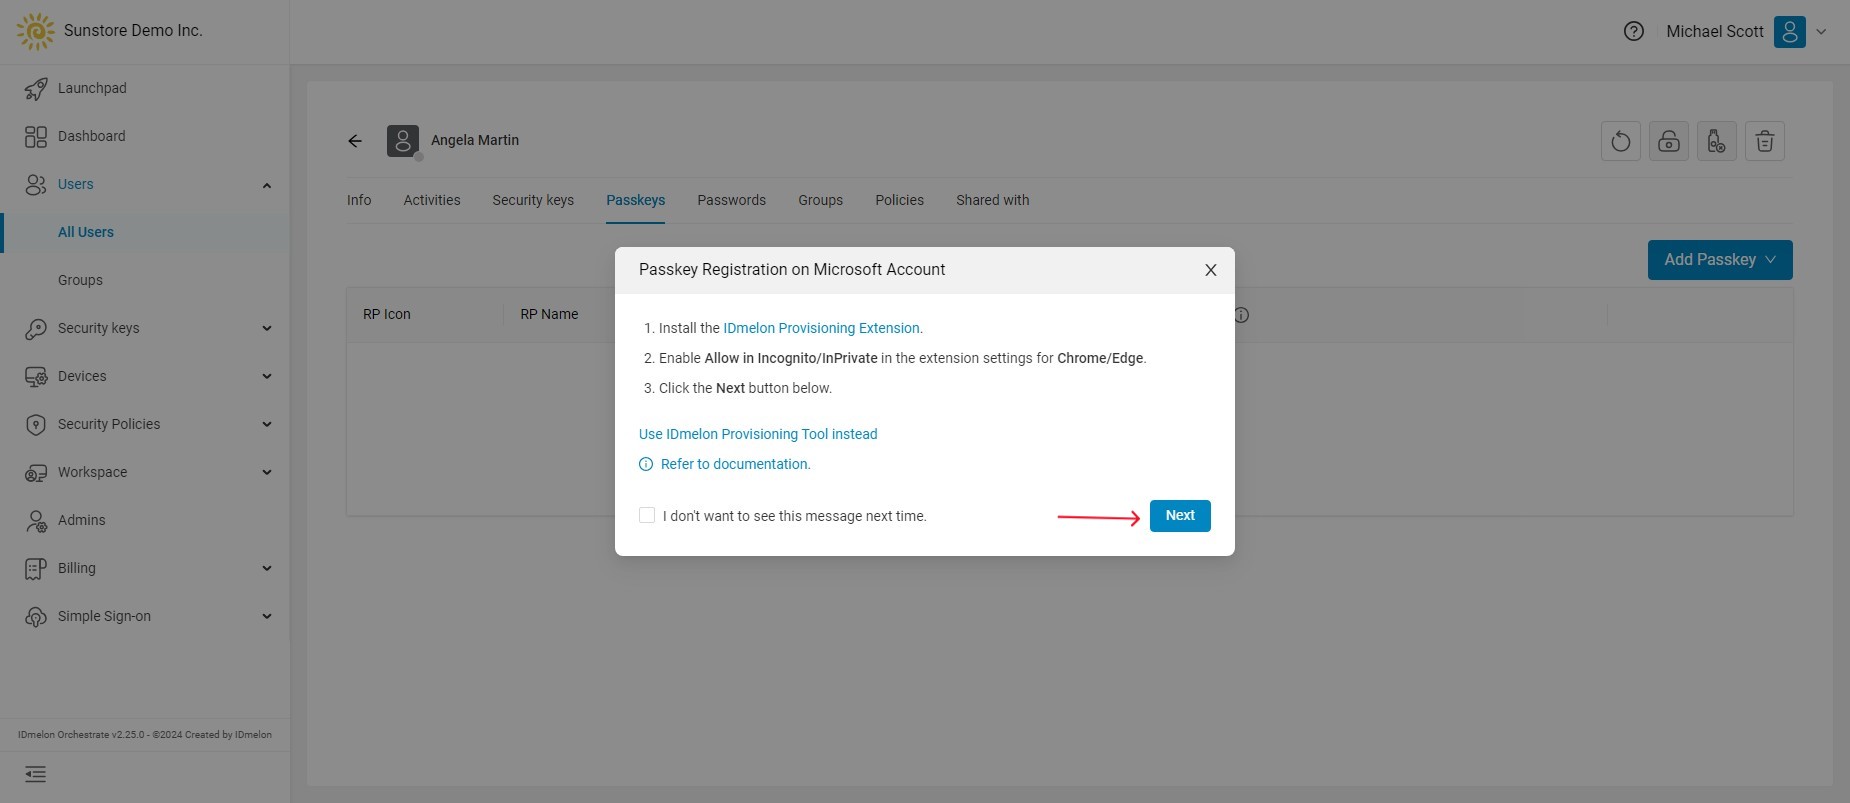 Sunstore Demo Inc.
Michael Scott
Launchpad
Dashboard
Users
All Users
Groups
Security keys
Devices
Security Policies
Workspace
Admins
Billing
Simple Sign-on
IDmelon Orchestrate v2.25.0 - ©2024 Created by IDmelon
Angela Martin
Info Activities Security keys Passkeys Passwords Groups Policies Shared with
Add Passkey
RP Icon RP Name
Passkey Registration on Microsoft Account
1. Install the IDmelon Provisioning Extension.
2. Enable Allow in Incognito/InPrivate in the extension settings for Chrome/Edge.
3. Click the Next button below.
Use IDmelon Provisioning Tool instead
Refer to documentation.
I don't want to see this message next time.
Next